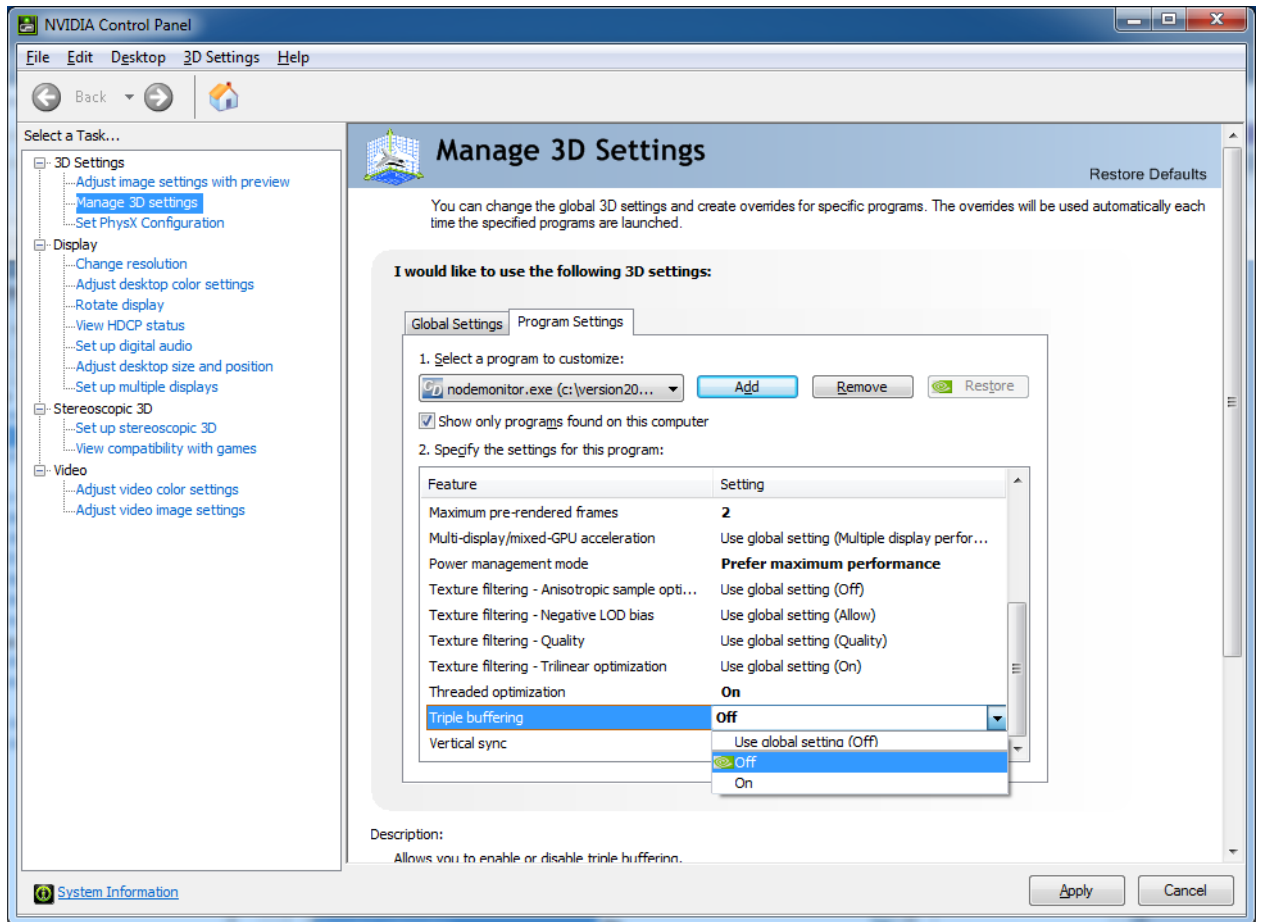 NVIDIA Control Panel
File Edit Desktop 3D Settings Help
Back
Select a Task...
3D Settings
Adjust image settings with preview
Manage 3D settings
Set PhysX Configuration
Display
Change resolution
Adjust desktop color settings
Rotate display
View HDCP status
Set up digital audio
Adjust desktop size and position
Set up multiple displays
Stereoscopic 3D
Set up stereoscopic 3D
View compatibility with games
Video
Adjust video color settings
Adjust video image settings
System Information
Manage 3D Settings
Restore Defaults
You can change the global 3D settings and create overrides for specific programs. The overrides will be used automatically each
time the specified programs are launched.
I would like to use the following 3D settings:
Global Settings Program Settings
1. Select a program to customize:
nodemonitor.exe (c:\version20... Add Remove Restore
Show only programs found on this computer
2. Specify the settings for this program:
Feature Setting
Maximum pre-rendered frames 2
Multi-display/mixed-GPU acceleration Use global setting (Multiple display perfor...
Power management mode Prefer maximum performance
Texture filtering - Anisotropic sample opti... Use global setting (Off)
Texture filtering - Negative LOD bias Use global setting (Allow)
Texture filtering - Quality Use global setting (Quality)
Texture filtering - Trilinear optimization Use global setting (On)
Threaded optimization On
Triple buffering Off
Vertical sync
Use global setting (Off)
Off
On
Description:
Allows you to enable or disable triple buffering.
Apply Cancel